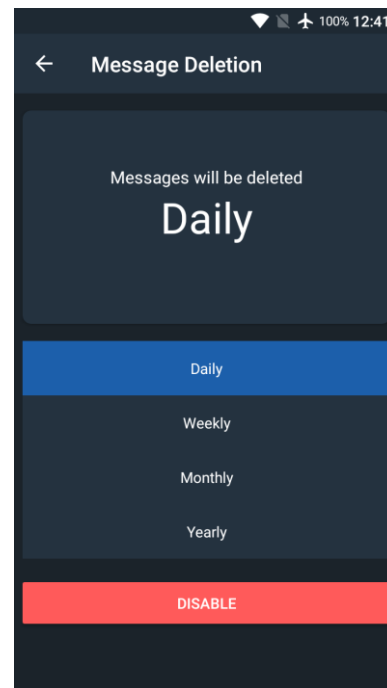 100% 12:41
Message Deletion
Messages will be deleted
Daily
Daily
Weekly
Monthly
Yearly
DISABLE